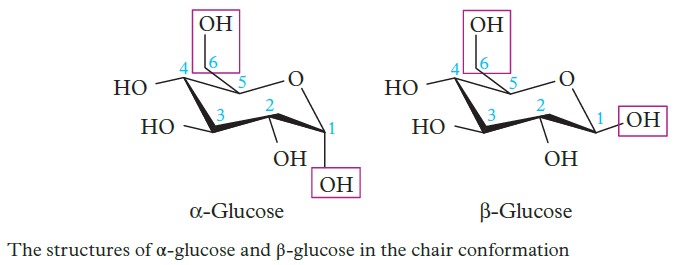 OH OH
6 6
4 4
5 5
HO O HO O
3 2 3 2
HO 1 HO 1 OH
OH OH
OH
α-Glucose β-Glucose
The structures of α-glucose and β-glucose in the chair conformation